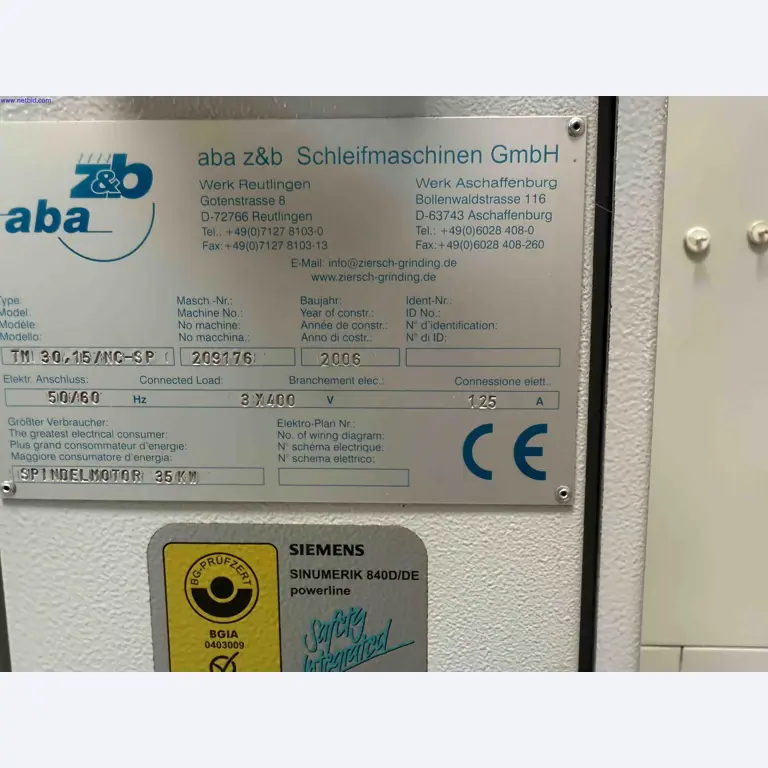 www.netbid.com
z&b
aba
aba z&b Schleifmaschinen GmbH
Werk Reutlingen
Gotenstrasse 8
D-72766 Reutlingen
Tel.: +49(0)7127 8103-0
Fax:+49(0)7127 8103-13
Werk Aschaffenburg
Bollenwaldstrasse 116
D-63743 Aschaffenburg
Tel.: +49(0)6028 408-0
Fax.:+49(0)6028 408-260
E-Mail: info@ziersch-grinding.de
www.ziersch-grinding.de
Type:
Model:
Modèle:
Modello:
TM 30.15/NC-SP
Masch.-Nr.:
Machine No.:
No machine:
No macchina.:
209176
Baujahr:
Year of constr.:
Année de constr.:
Anno di costr.:
2006
Ident-Nr.:
ID No.:
N° d'identification:
N° di ID:
Elektr. Anschluss: Connected Load: Branchement elec.: Connessione elett.:
50/60 Hz 3X400 V 125 A
Größter Verbraucher:
The greatest electrical consumer:
Plus grand consommateur d'energie:
Maggiore consumatore d'energia:
SPINDELMOTOR 35KW
Elektro-Plan Nr.:
No. of wiring diagram:
N° schéma electrique:
N° schema elettrico:
CE
BG-PRÜFZERT
BGIA
0403009
SIEMENS
SINUMERIK 840D/DE
powerline
Safety
Integrated